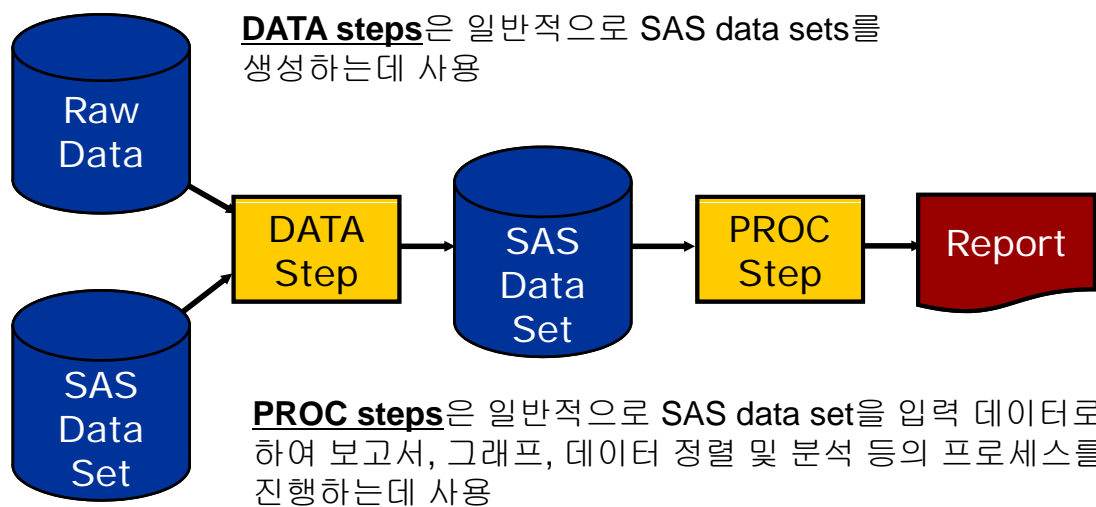 DATA steps은 일반적으로 SAS data sets를
생성하는데 사용
Raw
Data
DATA
Step
SAS
Data
Set
PROC
Step
Report
SAS
Data
Set
PROC steps은 일반적으로 SAS data set을 입력 데이터로
하여 보고서, 그래프, 데이터 정렬 및 분석 등의 프로세스를
진행하는데 사용